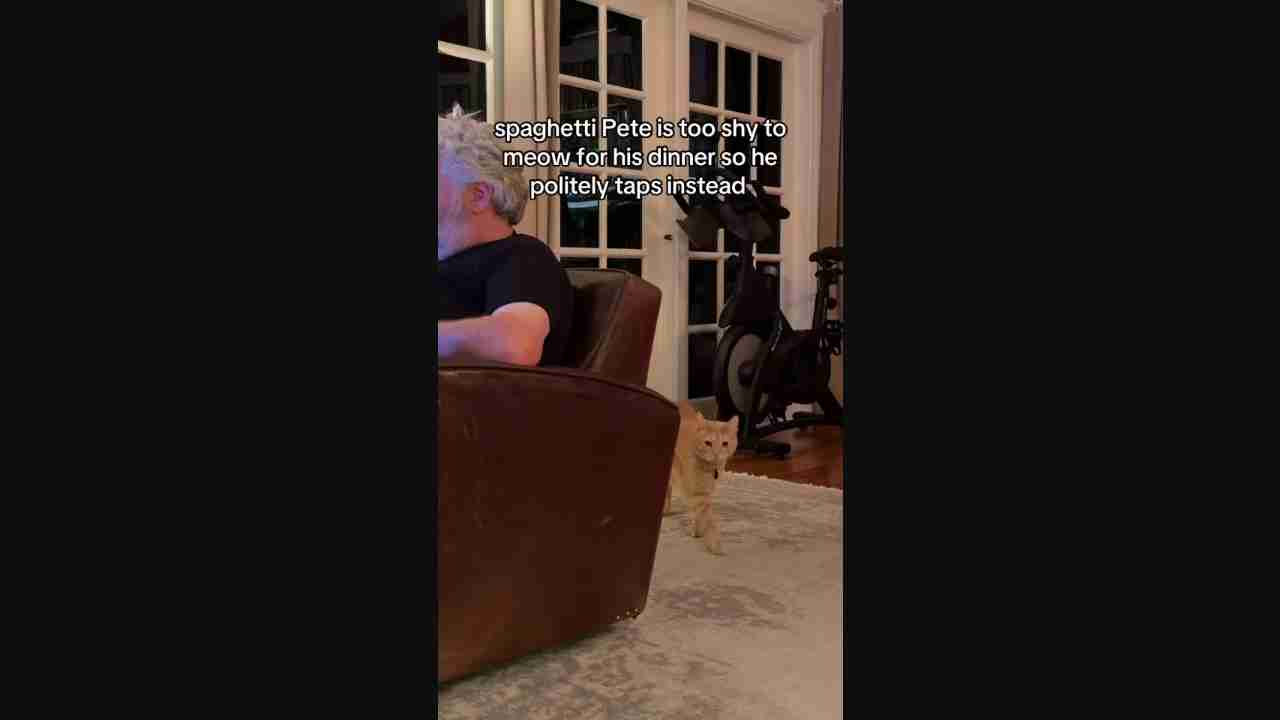 spaghetti Pete is too shy to
meow for his dinner so he
politely taps instead